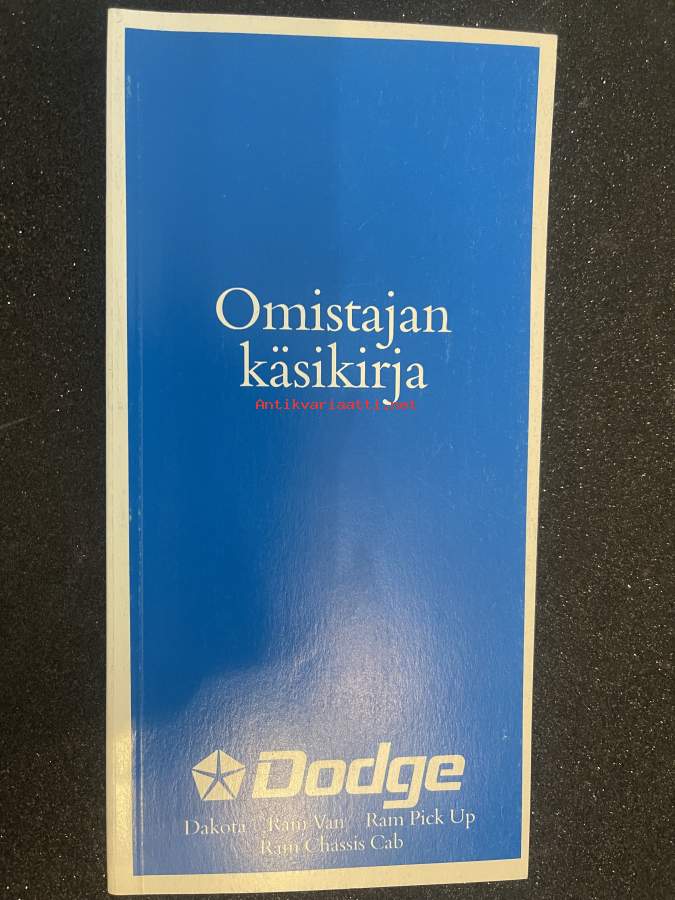 Omistajan
käsikirja
Antikvariaatti.net
Dodge
Dakota Ram Van Ram Pick Up
Ram Chassis Cab